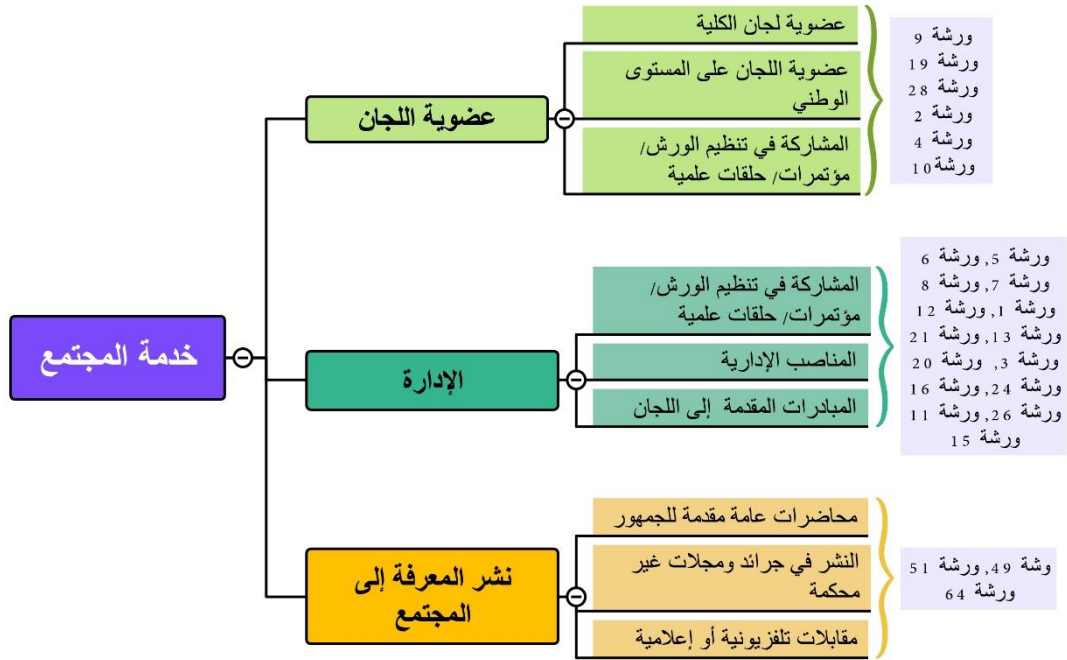 خدمة المجتمع
عضوية اللجان
عضوية لجان الكلية
عضوية اللجان على المستوى
الوطني
المشاركة في تنظيم الورش/
مؤتمرات/ حلقات علمية
ورشة 9
ورشة 19
ورشة 28
ورشة 2
ورشة 4
ورشة10
الإدارة
المشاركة في تنظيم الورش/
مؤتمرات/ حلقات علمية
المناصب الإدارية
المبادرات المقدمة إلى اللجان
ورشة 5, ورشة 6
ورشة 7, ورشة 8
ورشة 1, ورشة 12
ورشة 13, ورشة 21
ورشة 3, ورشة 20
ورشة 24, ورشة 16
ورشة 26, ورشة 11
ورشة 15
نشر المعرفة إلى
المجتمع
محاضرات عامة مقدمة للجمهور
النشر في جرائد ومجلات غير
محكمة
مقابلات تلفزيونية أو إعلامية
وشة 49, ورشة 51
ورشة 64